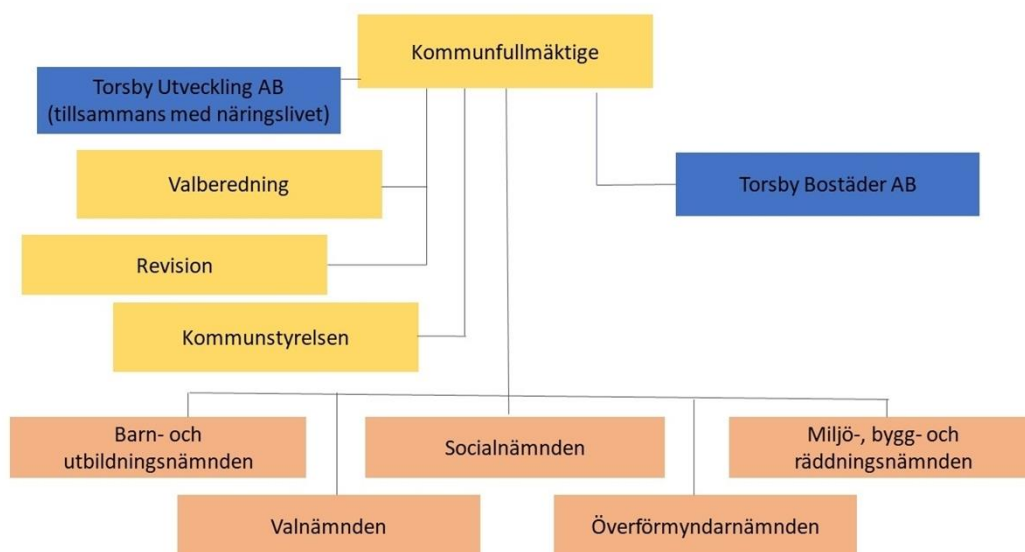 Kommunfullmäktige
Torsby Utveckling AB
(tillsammans med näringslivet)
Valberedning
Torsby Bostäder AB
Revision
Kommunstyrelsen
Barn- och
utbildningsnämnden
Socialnämnden
Miljö-, bygg- och
räddningsnämnden
Valnämnden
Överförmyndarnämnden